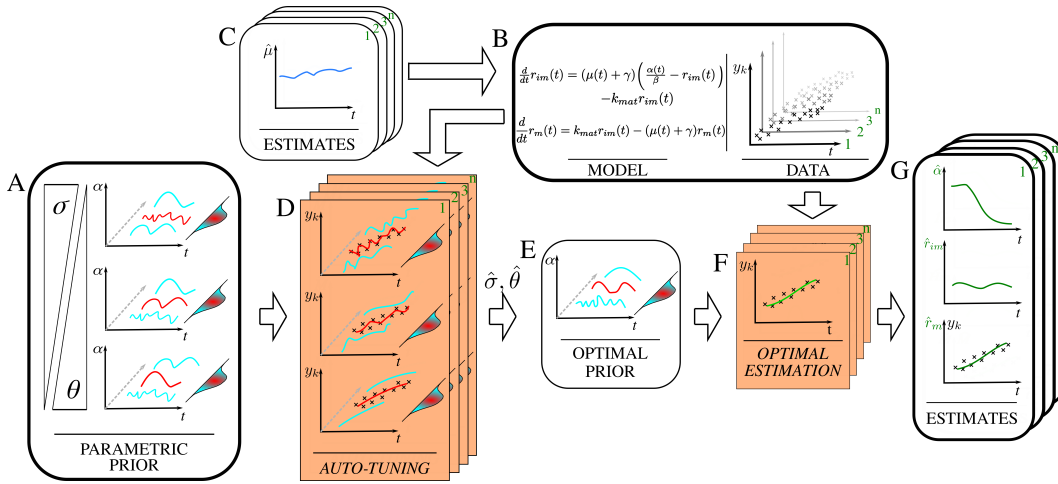 C
1
2
3
n
μ̂
t
ESTIMATES
B
d/dt r_im(t) = (μ(t) + γ) ( α(t)/β − r_im(t) )
−k_mat r_im(t)
d/dt r_m(t) = k_mat r_im(t) − (μ(t) + γ) r_m(t)
MODEL
y_k
n
3
2
1
t
DATA
A
σ
θ
α
t
α
t
α
t
PARAMETRIC
PRIOR
D
1
2
3
n
y_k
t
y_k
t
y_k
t
AUTO-TUNING
σ̂, θ̂
E
α
t
OPTIMAL
PRIOR
F
1
2
3
n
y_k
t
OPTIMAL
ESTIMATION
G
1
2
3
n
α̂
t
r̂_im
t
r̂_m y_k
t
ESTIMATES